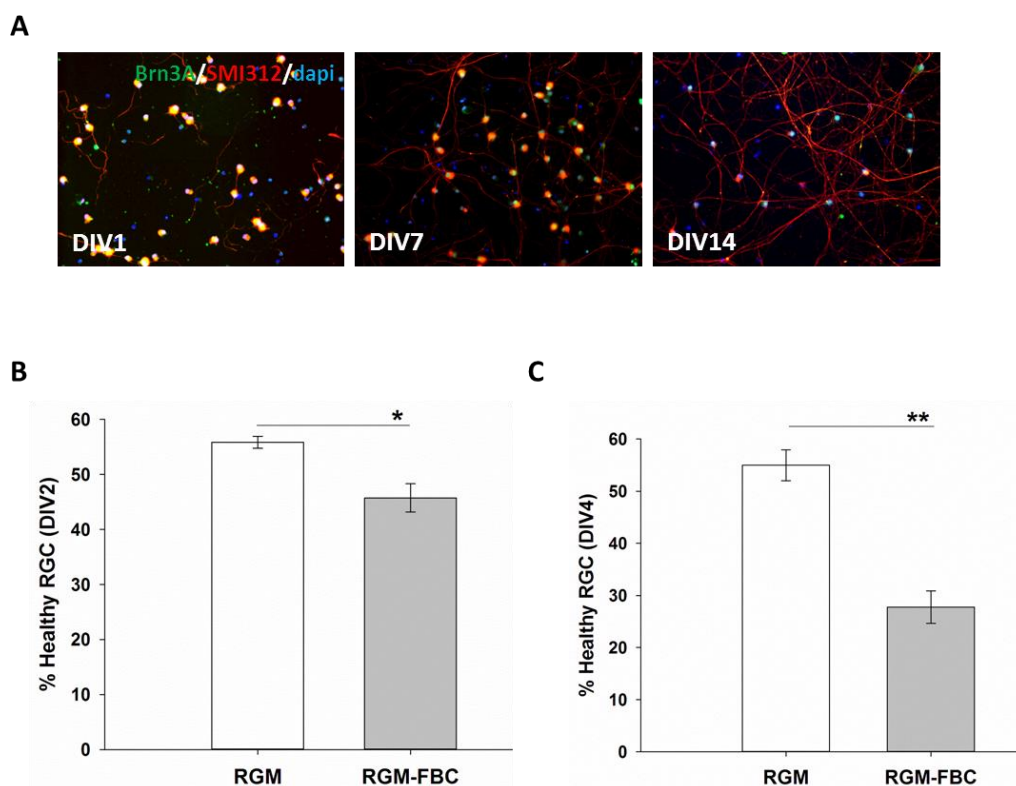 A
Brn3A/SMI312/dapi
DIV1
DIV7
DIV14
B
% Healthy RGC (DIV2)
60
50
40
30
20
10
0
*
RGM
RGM-FBC
C
% Healthy RGC (DIV4)
60
50
40
30
20
10
0
**
RGM
RGM-FBC